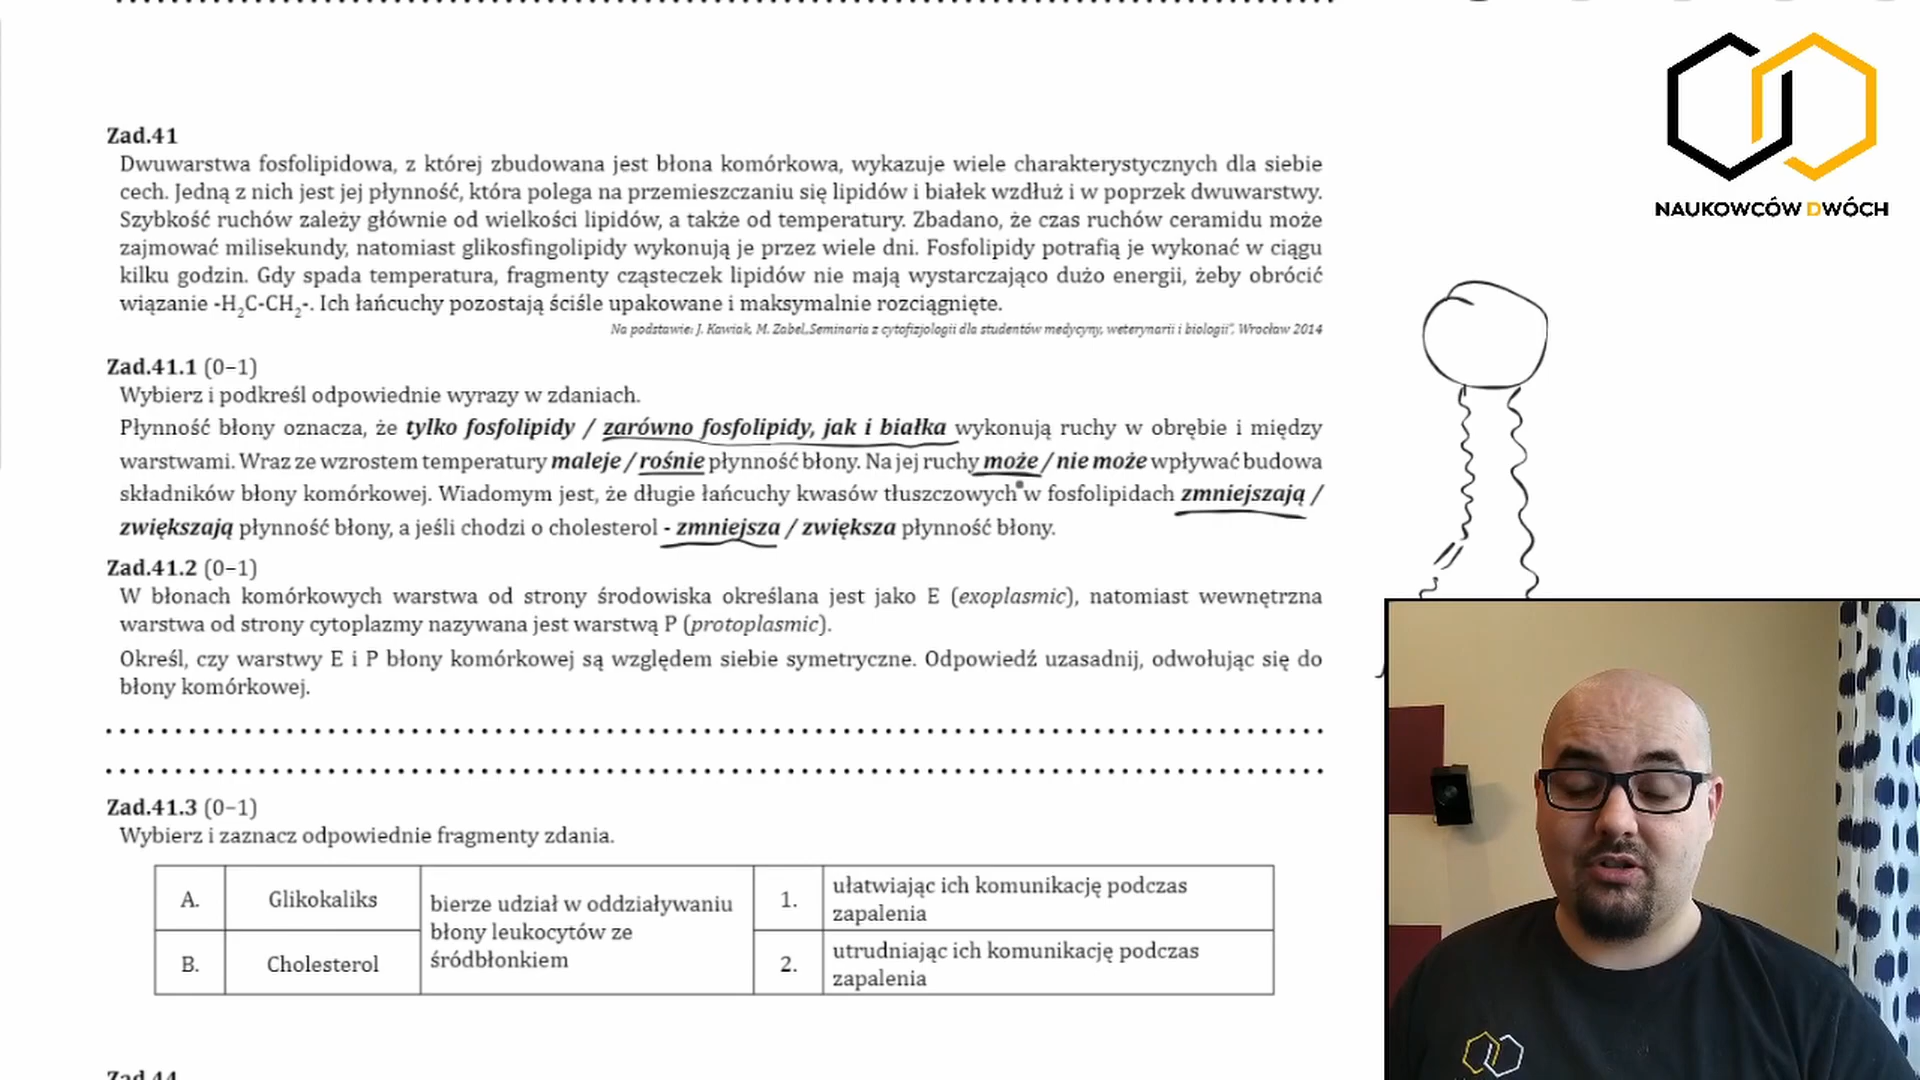 NAUKOWCÓW DWÓCH
Zad.41
Dwuwarstwa fosfolipidowa, z której zbudowana jest błona komórkowa, wykazuje wiele charakterystycznych dla siebie
cech. Jedną z nich jest jej płynność, która polega na przemieszczaniu się lipidów i białek wzdłuż i w poprzek dwuwarstwy.
Szybkość ruchów zależy głównie od wielkości lipidów, a także od temperatury. Zbadano, że czas ruchów ceramidu może
zajmować milisekundy, natomiast glikosfingolipidy wykonują je przez wiele dni. Fosfolipidy potrafią je wykonać w ciągu
kilku godzin. Gdy spada temperatura, fragmenty cząsteczek lipidów nie mają wystarczająco dużo energii, żeby obrócić
wiązanie -H₂C-CH₂-. Ich łańcuchy pozostają ściśle upakowane i maksymalnie rozciągnięte.
Na podstawie: J. Kawiak, M. Zabel,„Seminaria z cytofizjologii dla studentów medycyny, weterynarii i biologii”, Wrocław 2014
Zad.41.1 (0–1)
Wybierz i podkreśl odpowiednie wyrazy w zdaniach.
Płynność błony oznacza, że tylko fosfolipidy / zarówno fosfolipidy, jak i białka wykonują ruchy w obrębie i między
warstwami. Wraz ze wzrostem temperatury maleje / rośnie płynność błony. Na jej ruchy może / nie może wpływać budowa
składników błony komórkowej. Wiadomym jest, że długie łańcuchy kwasów tłuszczowych w fosfolipidach zmniejszają /
zwiększają płynność błony, a jeśli chodzi o cholesterol - zmniejsza / zwiększa płynność błony.
Zad.41.2 (0–1)
W błonach komórkowych warstwa od strony środowiska określana jest jako E (exoplasmic), natomiast wewnętrzna
warstwa od strony cytoplazmy nazywana jest warstwą P (protoplasmic).
Określ, czy warstwy E i P błony komórkowej są względem siebie symetryczne. Odpowiedź uzasadnij, odwołując się do
błony komórkowej.
Zad.41.3 (0–1)
Wybierz i zaznacz odpowiednie fragmenty zdania.
A. Glikokaliks
B. Cholesterol
bierze udział w oddziaływaniu
błony leukocytów ze
śródbłonkiem
1. ułatwiając ich komunikację podczas
zapalenia
2. utrudniając ich komunikację podczas
zapalenia
Zad.44